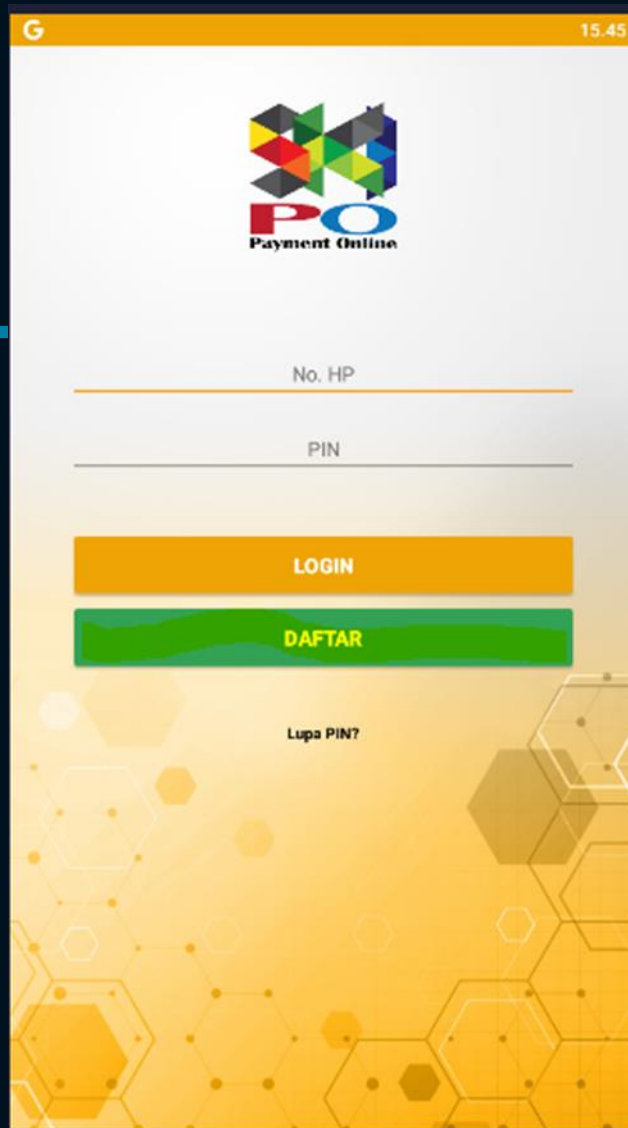 G
15.45
PO
Payment Online
No. HP
PIN
LOGIN
DAFTAR
Lupa PIN?